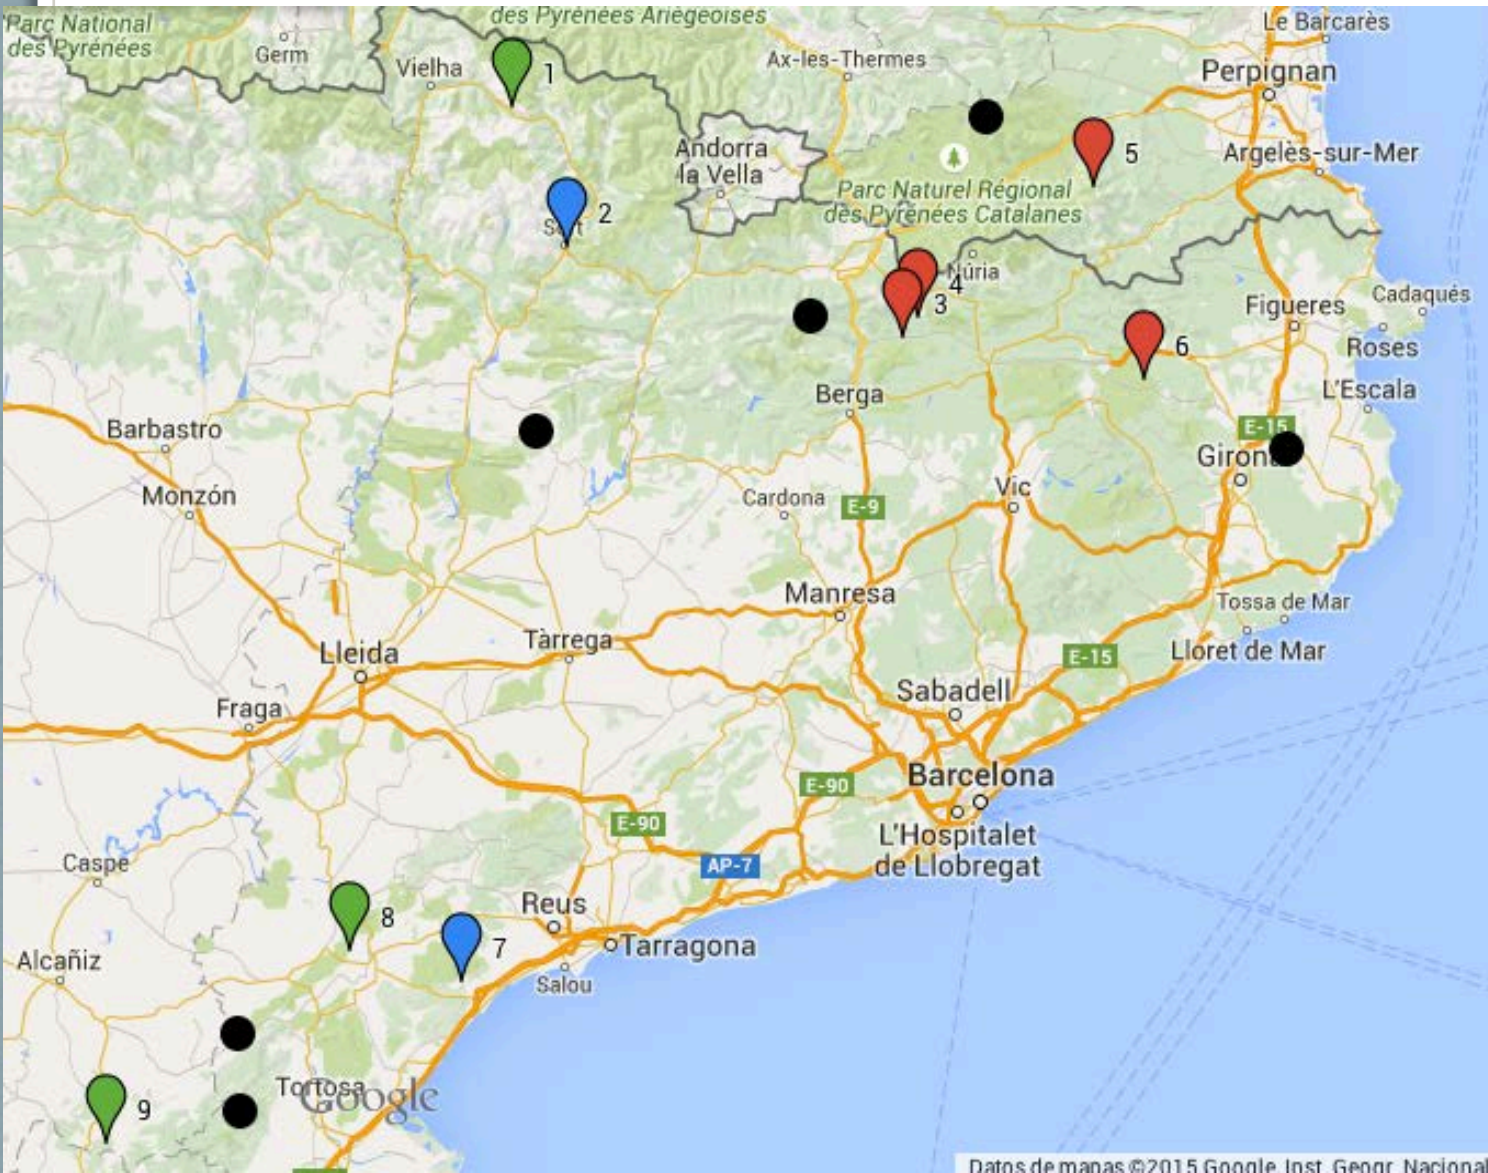 Parc National
des Pyrénées
des Pyrénées Ariégeoises
Germ
Vielha
1
Ax-les-Thermes
Le Barcarès
Perpignan
Andorra
la Vella
5
Argelès-sur-Mer
Parc Naturel Régional
des Pyrénées Catalanes
2
Sort
Núria
4
3
Figueres
Cadaqués
6
Roses
Berga
L'Escala
Barbastro
E-15
Girona
Monzón
Cardona
E-9
Vic
Manresa
Tossa de Mar
Tàrrega
Lleida
E-15
Lloret de Mar
Sabadell
Fraga
Barcelona
E-90
E-90
L'Hospitalet
de Llobregat
AP-7
Caspe
8
Reus
7
Tarragona
Alcañiz
Salou
Tortosa
Google
9
Datos de mapas ©2015 Google, Inst. Geogr. Nacional